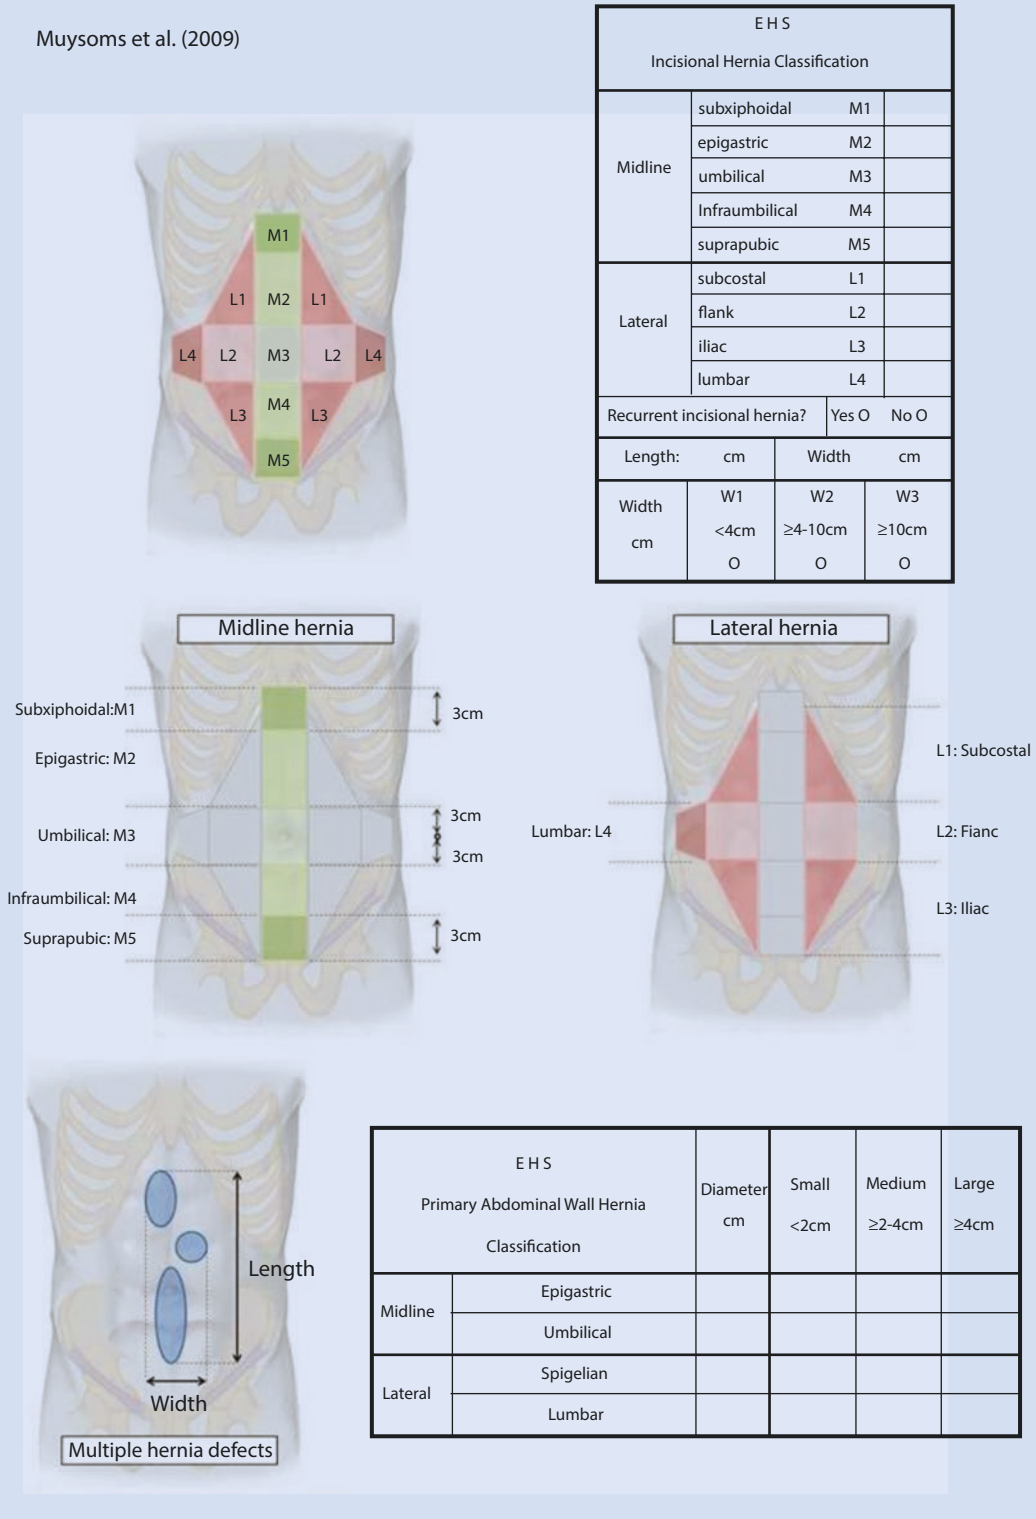 Muysoms et al. (2009)
E H S
Incisional Hernia Classification
Midline
subxiphoidal M1
epigastric M2
umbilical M3
Infraumbilical M4
suprapubic M5
Lateral
subcostal L1
flank L2
iliac L3
lumbar L4
Recurrent incisional hernia? Yes O No O
Length: cm Width cm
Width
cm
W1 W2 W3
<4cm ≥4-10cm ≥10cm
O O O
M1
L1 M2 L1
L4 L2 M3 L2 L4
M4
L3 L3
M5
Midline hernia
Subxiphoidal:M1
3cm
Epigastric: M2
3cm
Umbilical: M3
3cm
Infraumbilical: M4
Suprapubic: M5
3cm
Lateral hernia
L1: Subcostal
Lumbar: L4
L2: Fianc
L3: Iliac
Length
Width
Multiple hernia defects
E H S
Primary Abdominal Wall Hernia
Classification
Diameter
cm
Small
<2cm
Medium
≥2-4cm
Large
≥4cm
Midline
Epigastric
Umbilical
Lateral
Spigelian
Lumbar